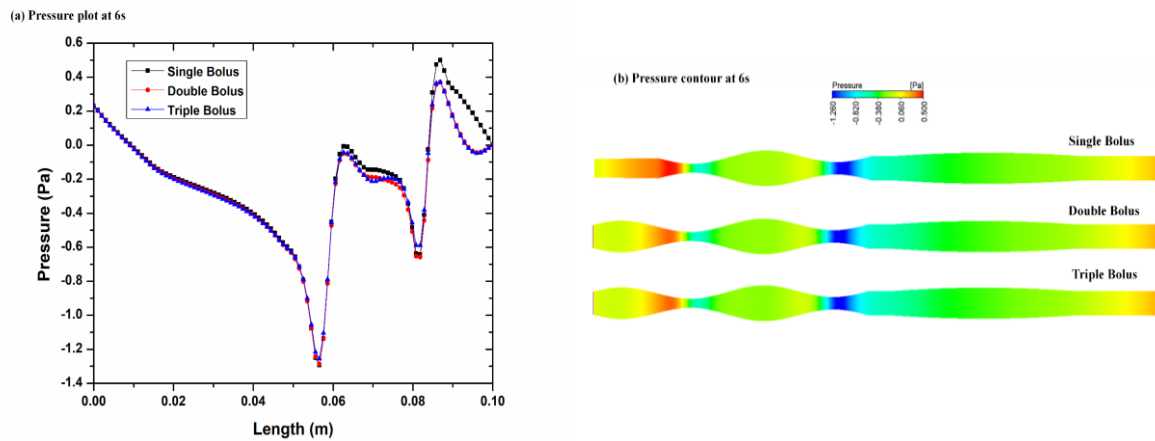 (a) Pressure plot at 6s
0.6
0.4
0.2
0.0
-0.2
-0.4
-0.6
-0.8
-1.0
-1.2
-1.4
Pressure (Pa)
Single Bolus
Double Bolus
Triple Bolus
0.00 0.02 0.04 0.06 0.08 0.10
Length (m)
(b) Pressure contour at 6s
Pressure [Pa]
-1.260 -0.820 -0.380 0.060 0.500
Single Bolus
Double Bolus
Triple Bolus